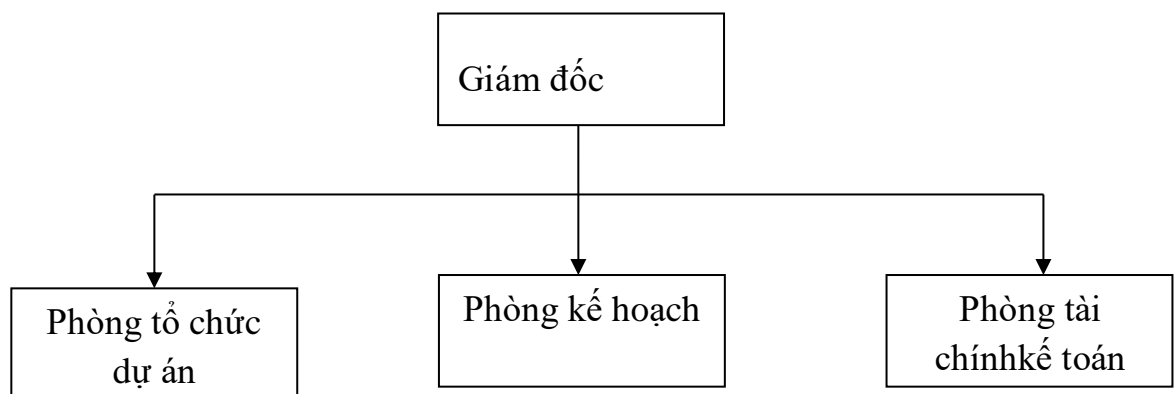 Giám đốc
Phòng tổ chức
dự án
Phòng kế hoạch
Phòng tài
chínhkế toán